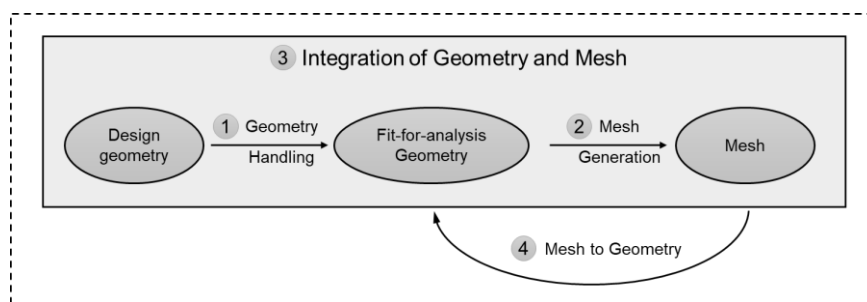 3 Integration of Geometry and Mesh
Design
geometry
1 Geometry
Handling
Fit-for-analysis
Geometry
2 Mesh
Generation
Mesh
4 Mesh to Geometry